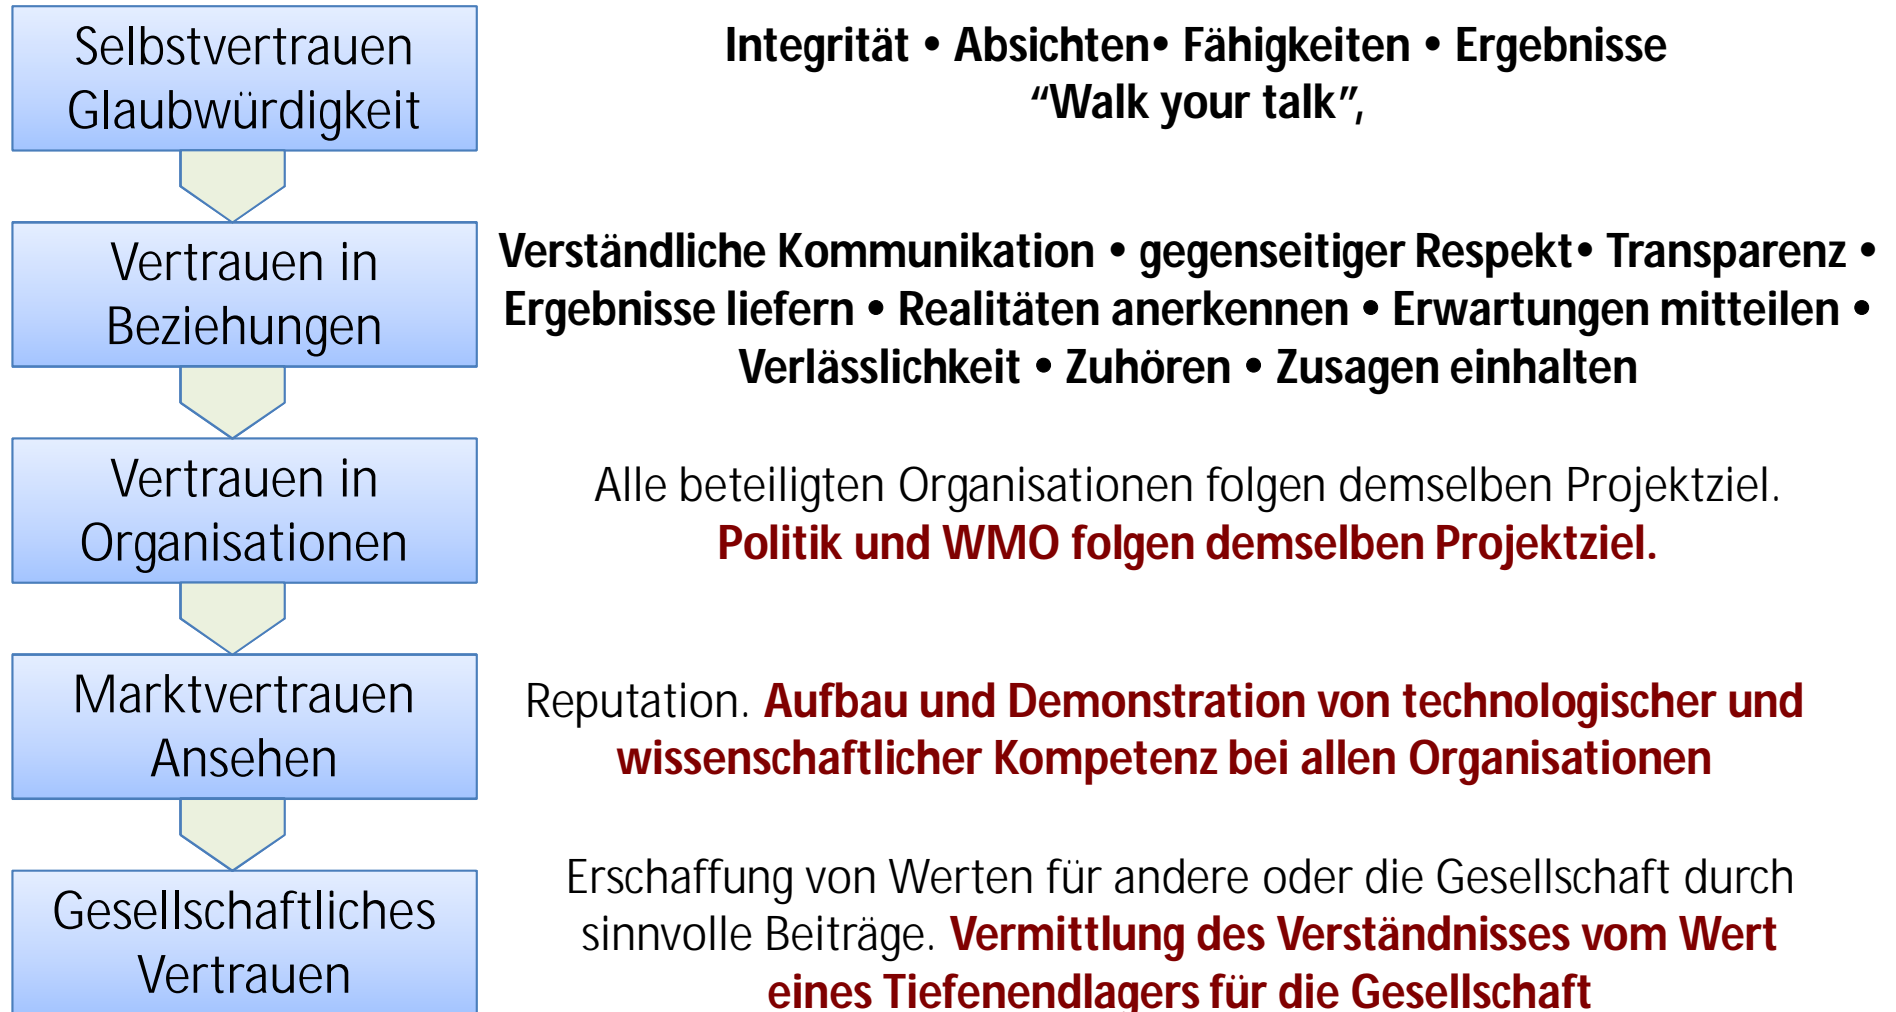 Selbstvertrauen
Glaubwürdigkeit
Integrität • Absichten• Fähigkeiten • Ergebnisse
“Walk your talk”,
Vertrauen in
Beziehungen
Verständliche Kommunikation • gegenseitiger Respekt• Transparenz •
Ergebnisse liefern • Realitäten anerkennen • Erwartungen mitteilen •
Verlässlichkeit • Zuhören • Zusagen einhalten
Vertrauen in
Organisationen
Alle beteiligten Organisationen folgen demselben Projektziel.
Politik und WMO folgen demselben Projektziel.
Marktvertrauen
Ansehen
Reputation. Aufbau und Demonstration von technologischer und
wissenschaftlicher Kompetenz bei allen Organisationen
Gesellschaftliches
Vertrauen
Erschaffung von Werten für andere oder die Gesellschaft durch
sinnvolle Beiträge. Vermittlung des Verständnisses vom Wert
eines Tiefenendlagers für die Gesellschaft